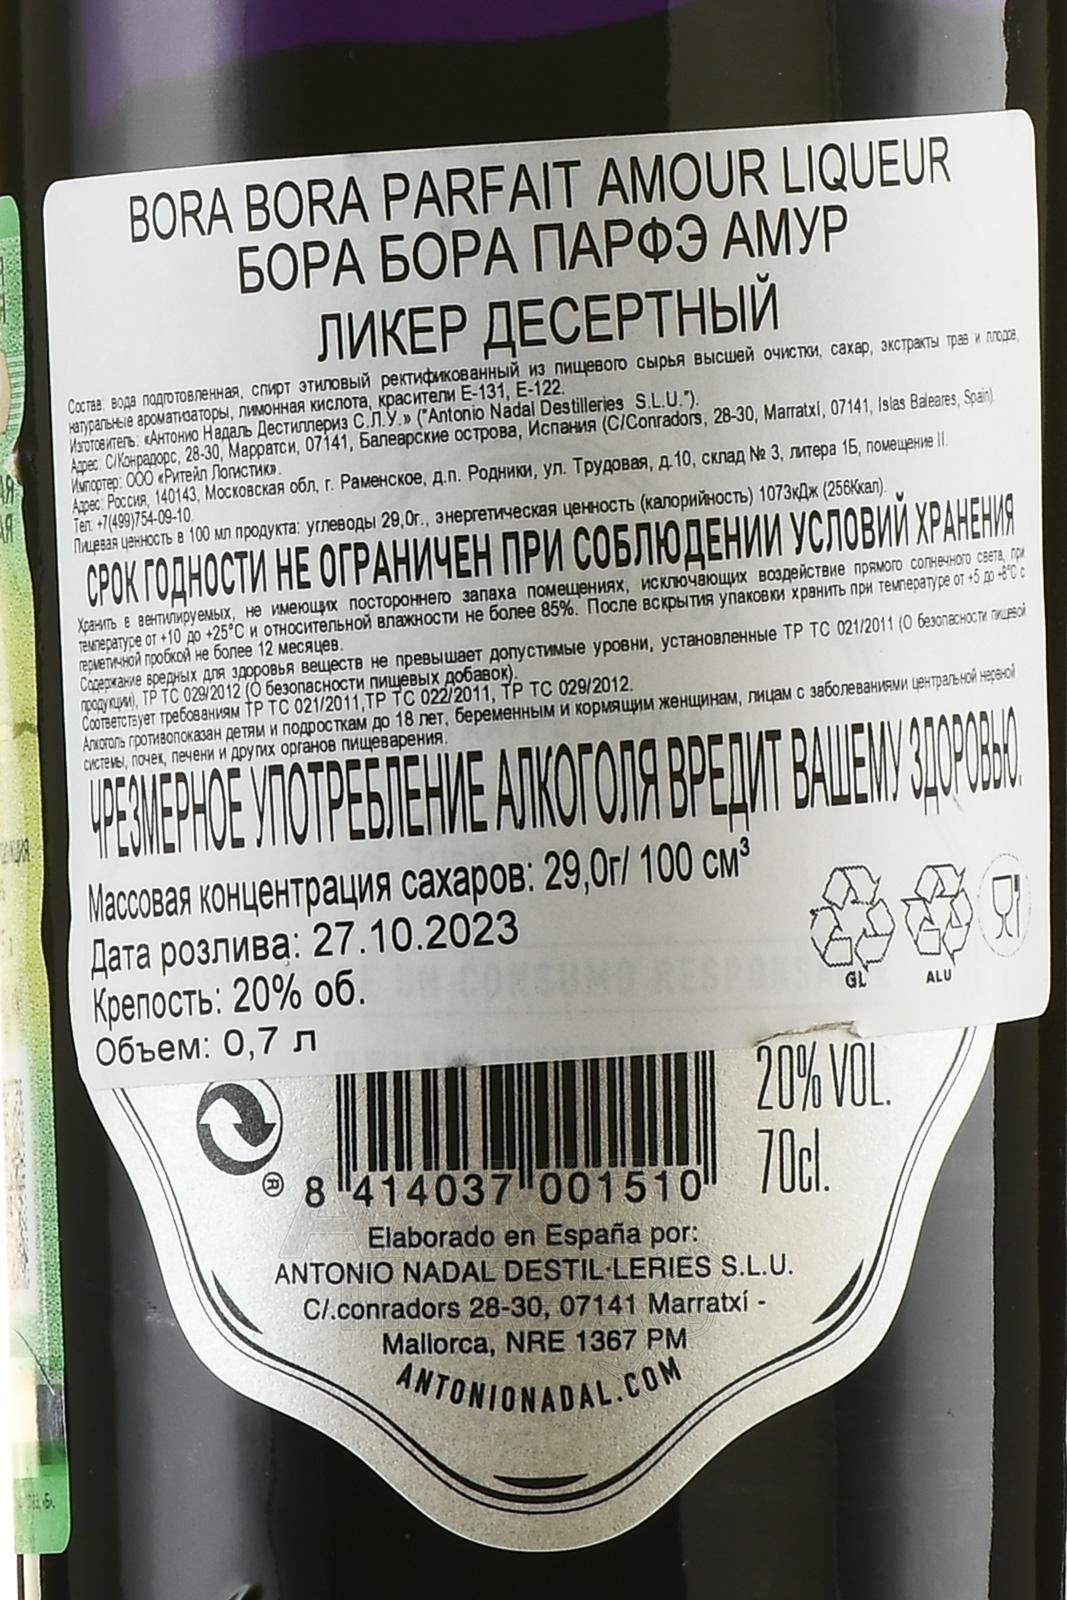 BORA BORA PARFAIT AMOUR LIQUEUR
БОРА БОРА ПАРФЭ АМУР
ЛИКЕР ДЕСЕРТНЫЙ
Состав: вода подготовленная, спирт этиловый ректификованный из пищевого сырья высшей очистки, сахар, экстракты трав и плодов,
натуральные ароматизаторы, лимонная кислота, красители Е-131, Е-122.
Изготовитель: «Антонио Надаль Дестиллериз С.Л.У.» ("Antonio Nadal Destilleries S.L.U.").
Адрес: С/Конрадорс, 28-30, Марратси, 07141, Балеарские острова, Испания (C/Conradors, 28-30, Marratxí, 07141, Islas Baleares, Spain).
Импортер: ООО «Ритейл Логистик».
Адрес: Россия, 140143, Московская обл, г. Раменское, д.п. Родники, ул. Трудовая, д.10, склад № 3, литера 1Б, помещение II.
Тел: +7(499)754-09-10.
Пищевая ценность в 100 мл продукта: углеводы 29,0г., энергетическая ценность (калорийность) 1073кДж (256Ккал).
СРОК ГОДНОСТИ НЕ ОГРАНИЧЕН ПРИ СОБЛЮДЕНИИ УСЛОВИЙ ХРАНЕНИЯ
Хранить в вентилируемых, не имеющих постороннего запаха помещениях, исключающих воздействие прямого солнечного света, при
температуре от +10 до +25°С и относительной влажности не более 85%. После вскрытия упаковки хранить при температуре от +5 до +8°С с
герметичной пробкой не более 12 месяцев.
Содержание вредных для здоровья веществ не превышает допустимые уровни, установленные ТР ТС 021/2011 (О безопасности пищевой
продукции), ТР ТС 029/2012 (О безопасности пищевых добавок).
Соответствует требованиям ТР ТС 021/2011,ТР ТС 022/2011, ТР ТС 029/2012.
Алкоголь противопоказан детям и подросткам до 18 лет, беременным и кормящим женщинам, лицам с заболеваниями центральной нервной
системы, почек, печени и других органов пищеварения.
ЧРЕЗМЕРНОЕ УПОТРЕБЛЕНИЕ АЛКОГОЛЯ ВРЕДИТ ВАШЕМУ ЗДОРОВЬЮ.
Массовая концентрация сахаров: 29,0г/ 100 см³
Дата розлива: 27.10.2023
Крепость: 20% об.
Объем: 0,7 л
GL ALU
20% VOL.
70cl.
8 414037 001510
Elaborado en España por:
ANTONIO NADAL DESTIL·LERIES S.L.U.
C/.conradors 28-30, 07141 Marratxí -
Mallorca, NRE 1367 PM
ANTONIONADAL.COM